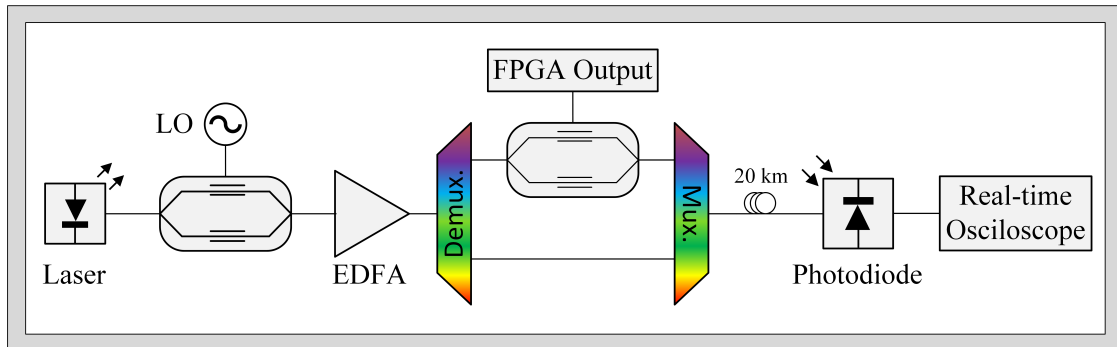 FPGA Output
LO
Demux.
Mux.
20 km
Real-time
Osciloscope
Laser
EDFA
Photodiode